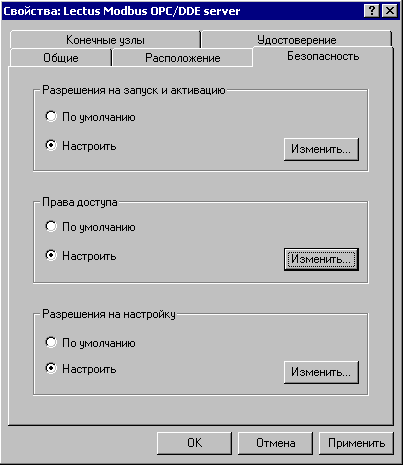 Свойства: Lectus Modbus OPC/DDE server
Конечные узлы
Удостоверение
Общие
Расположение
Безопасность
Разрешения на запуск и активацию
По умолчанию
Настроить
Изменить...
Права доступа
По умолчанию
Настроить
Изменить...
Разрешения на настройку
По умолчанию
Настроить
Изменить...
OK
Отмена
Применить